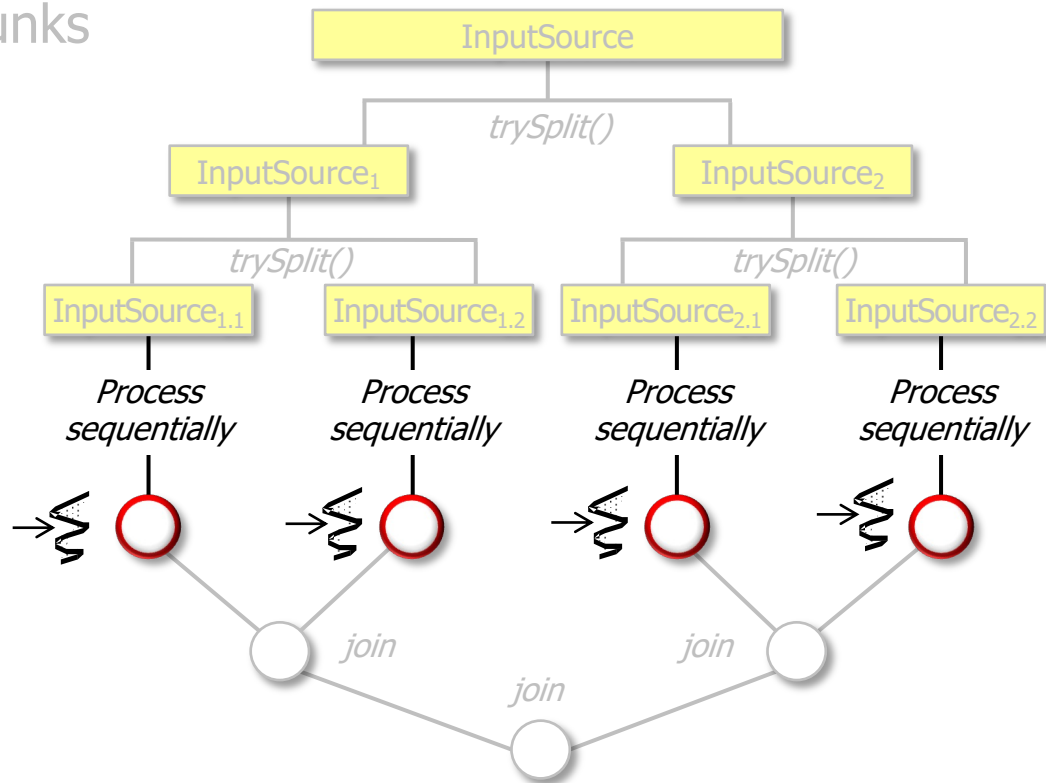 unks
InputSource
trySplit()
InputSource₁
InputSource₂
trySplit()
trySplit()
InputSource₁.₁
InputSource₁.₂
InputSource₂.₁
InputSource₂.₂
Process
sequentially
Process
sequentially
Process
sequentially
Process
sequentially
join
join
join